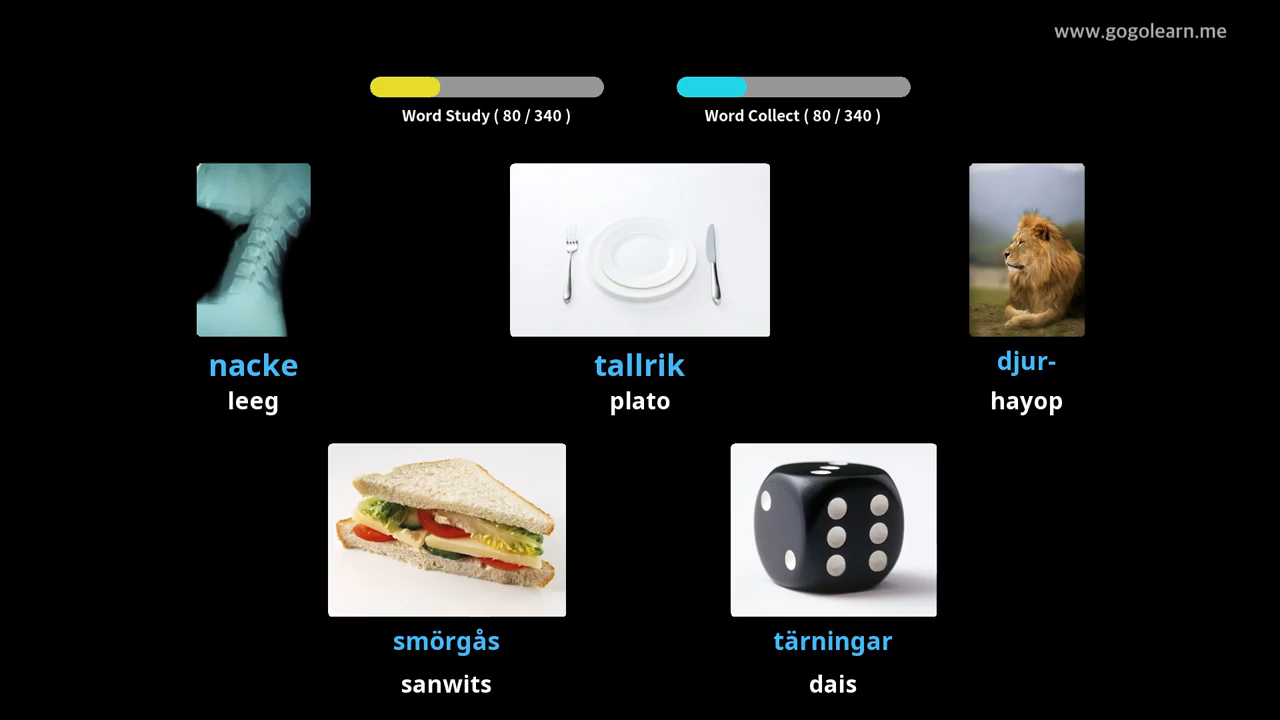 www.gogolearn.me
Word Study ( 80 / 340 )
Word Collect ( 80 / 340 )
nacke
leeg
tallrik
plato
djur-
hayop
smörgås
sanwits
tärningar
dais